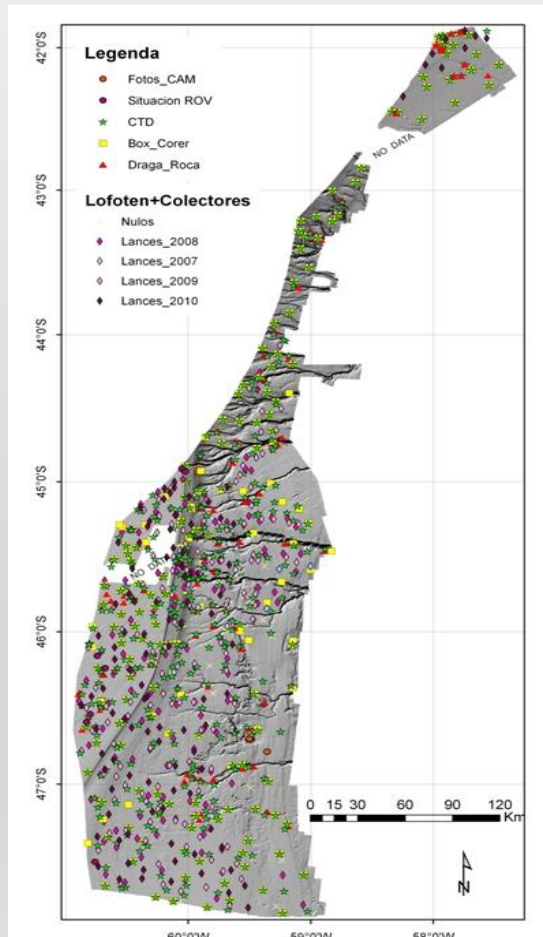 42°0'S
Legenda
Fotos_CAM
Situacion ROV
CTD
Box_Corer
Draga_Roca
Lofoten+Colectores
Nulos
Lances_2008
Lances_2007
Lances_2009
Lances_2010
NO DATA
43°0'S
44°0'S
45°0'S
NO DATA
46°0'S
47°0'S
0 15 30 60 90 120
Km
N
60°0'W 59°0'W 58°0'W